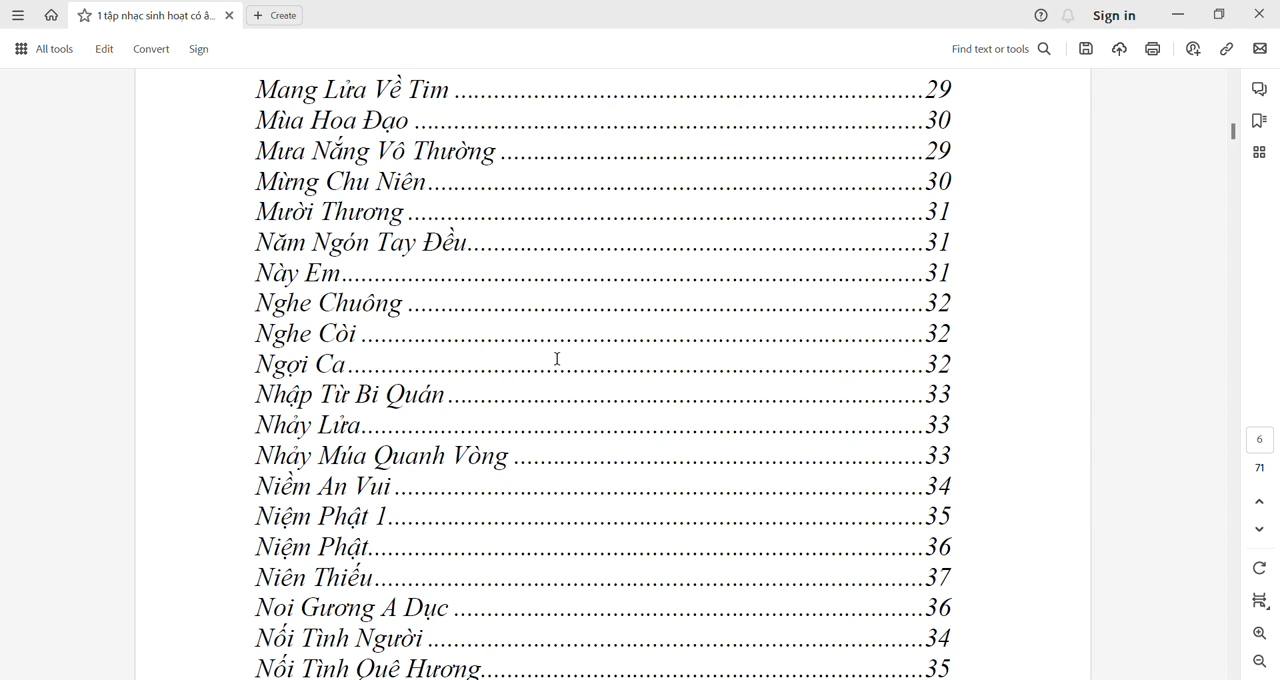 1 tập nhạc sinh hoạt có â...
Create
Sign in
All tools
Edit
Convert
Sign
Find text or tools
Mang Lửa Về Tim ................................................................................29
Mùa Hoa Đạo .......................................................................................30
Mưa Nắng Vô Thường ........................................................................29
Mừng Chu Niên.....................................................................................30
Mười Thương ........................................................................................31
Năm Ngón Tay Đều..............................................................................31
Này Em...................................................................................................31
Nghe Chuông ........................................................................................32
Nghe Còi ................................................................................................32
Ngợi Ca..................................................................................................32
Nhập Từ Bi Quán .................................................................................33
Nhảy Lửa................................................................................................33
Nhảy Múa Quanh Vòng ......................................................................33
Niềm An Vui ..........................................................................................34
Niệm Phật 1...........................................................................................35
Niệm Phật..............................................................................................36
Niên Thiếu..............................................................................................37
Noi Gương A Dục ................................................................................36
Nối Tình Người .....................................................................................34
Nối Tình Quê Hương............................................................................35
6
71